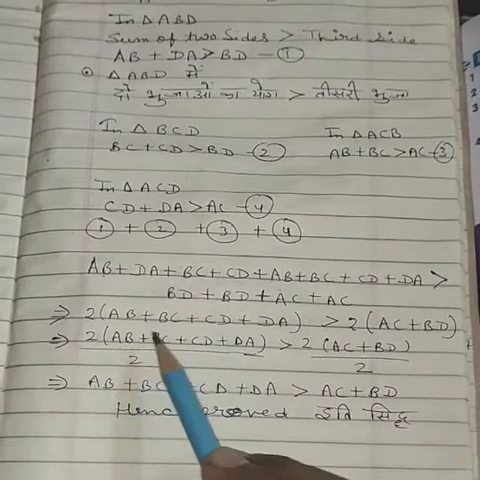 In △ ABD
Sum of two sides > Third side
AB + DA > BD — ①
△ ABD में
दो भुजाओं का योग > तीसरी भुजा
In △ BCD
BC + CD > BD — ②
In △ ACB
AB + BC > AC — ③
In △ ACD
CD + DA > AC — ④
① + ② + ③ + ④
AB + DA + BC + CD + AB + BC + CD + DA >
BD + BD + AC + AC
⇒ 2(AB + BC + CD + DA) > 2(AC + BD)
⇒ 2(AB + BC + CD + DA) > 2(AC + BD)
2 2
⇒ AB + BC + CD + DA > AC + BD
Hence proved इति सिद्ध
1
2
3